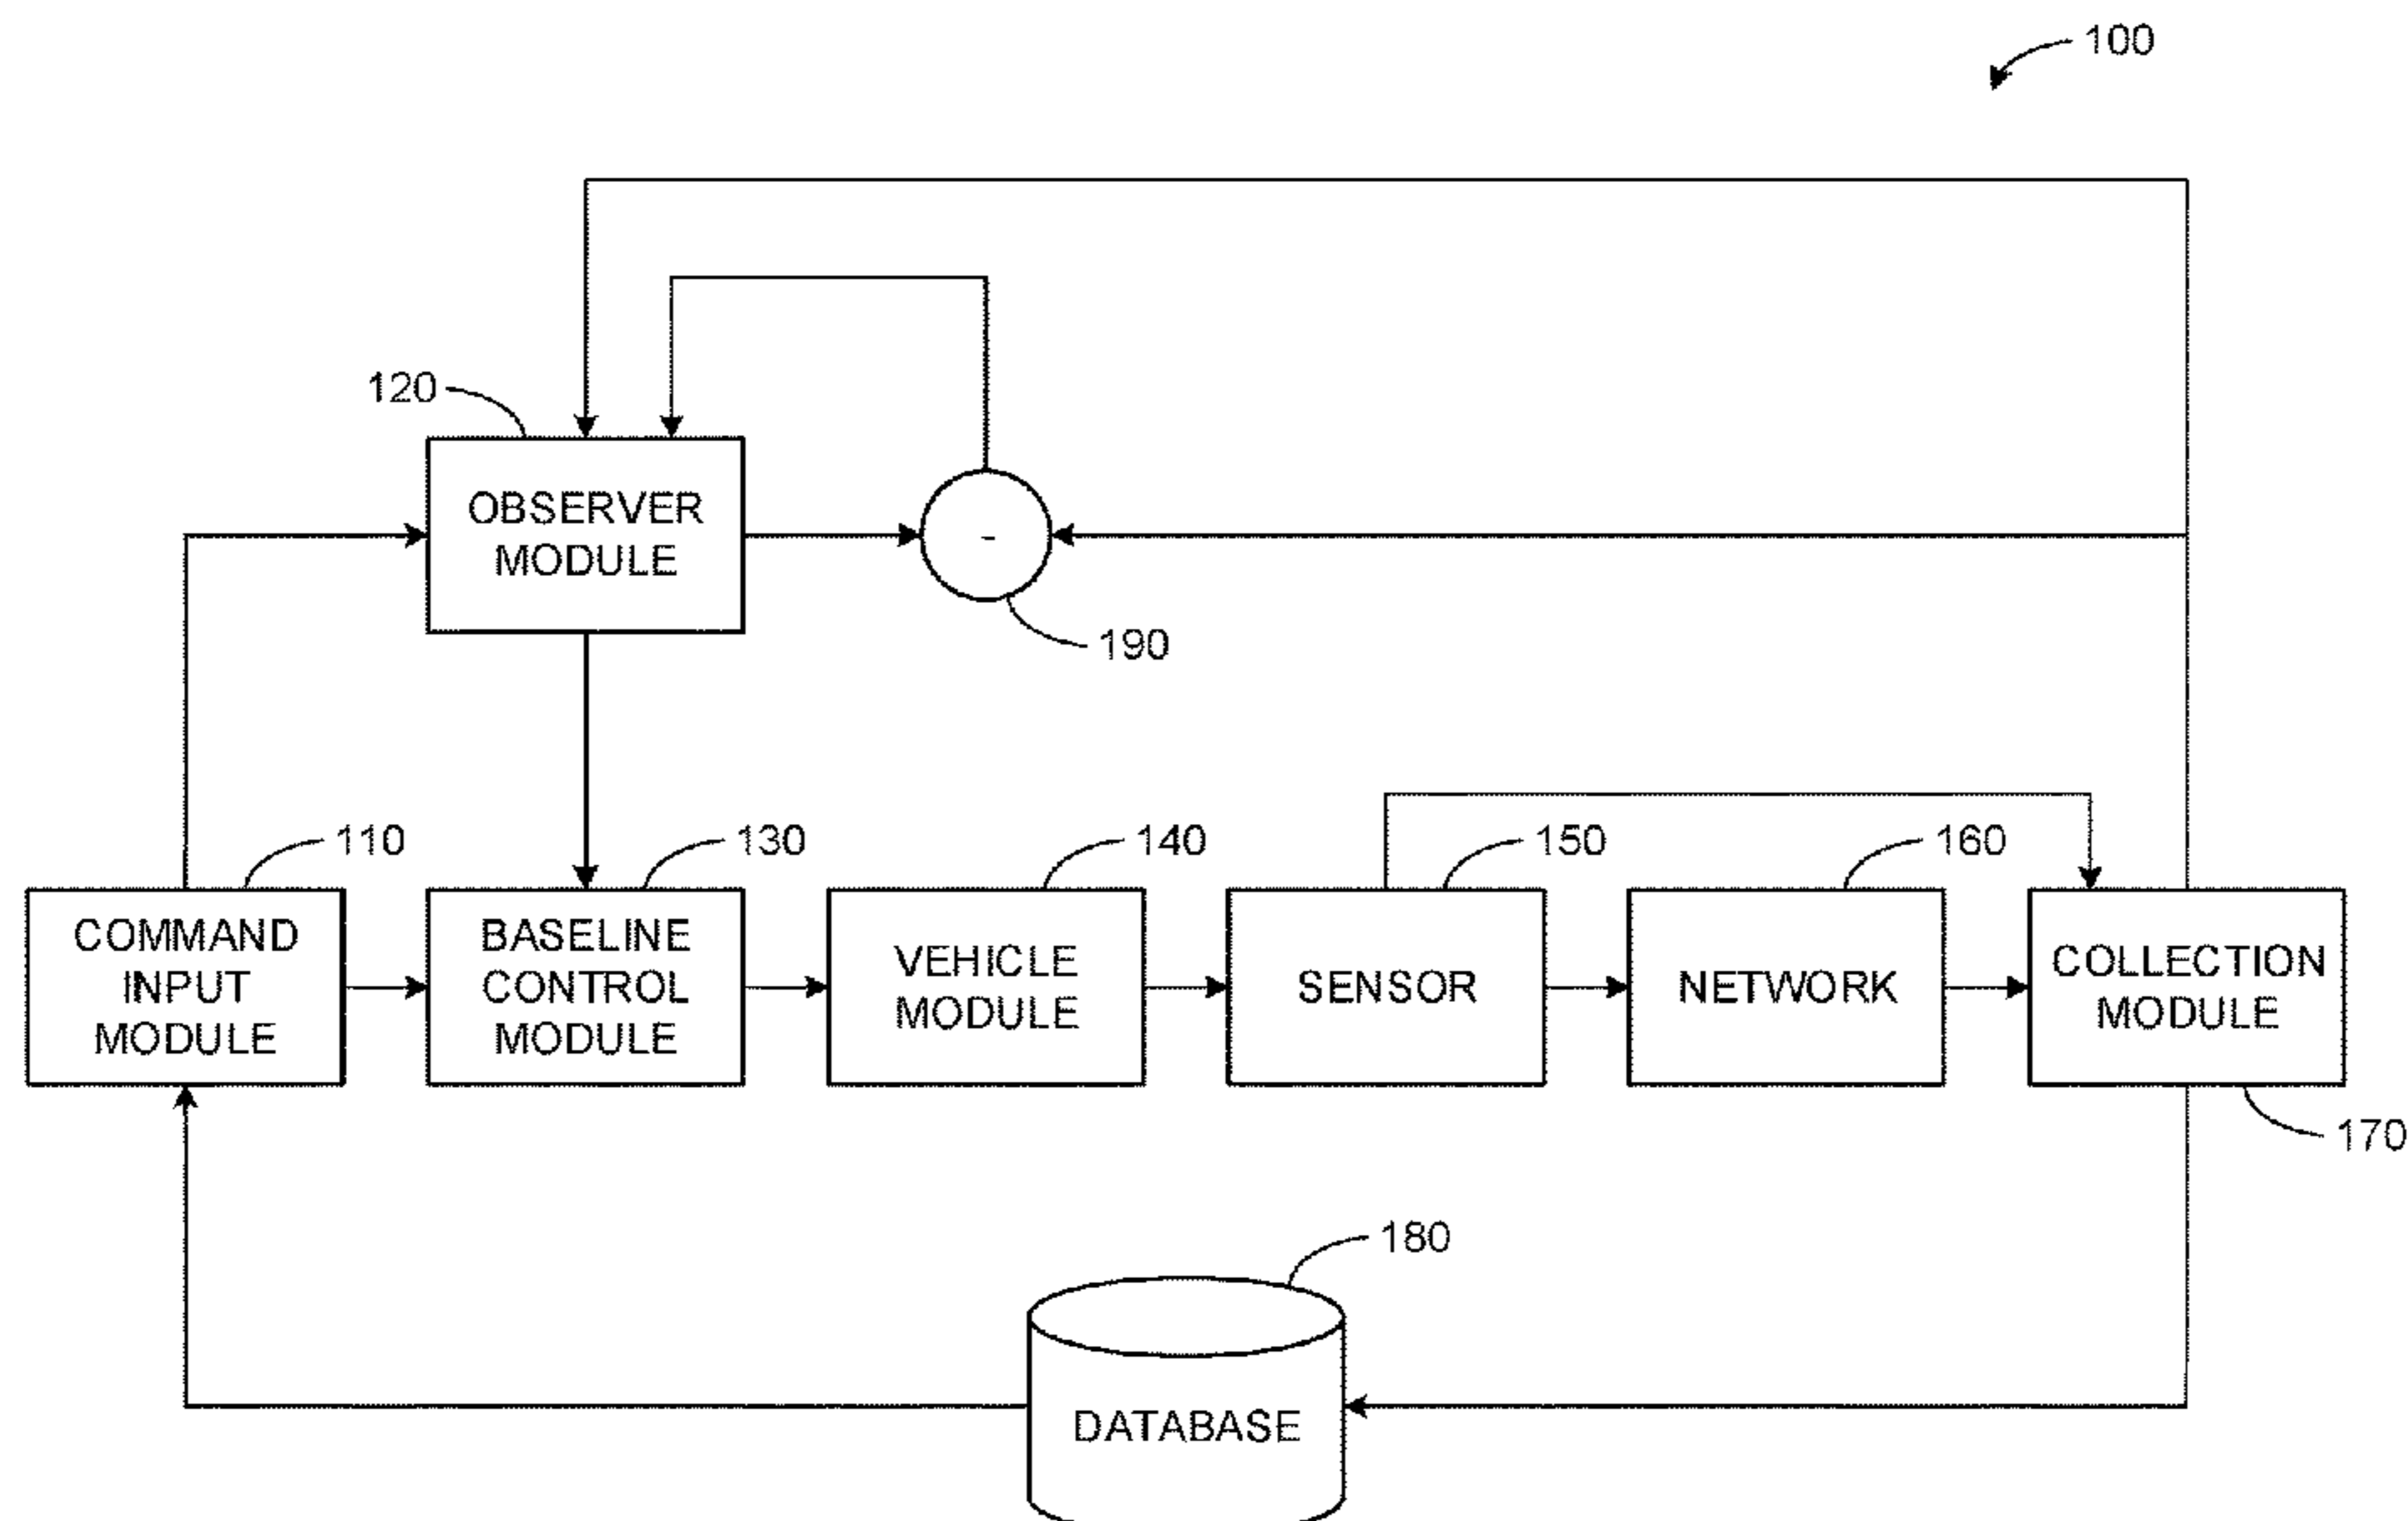 100
120
OBSERVER
MODULE
-
190
110
130
140
150
160
COMMAND
INPUT
MODULE
BASELINE
CONTROL
MODULE
VEHICLE
MODULE
SENSOR
NETWORK
COLLECTION
MODULE
170
180
DATABASE